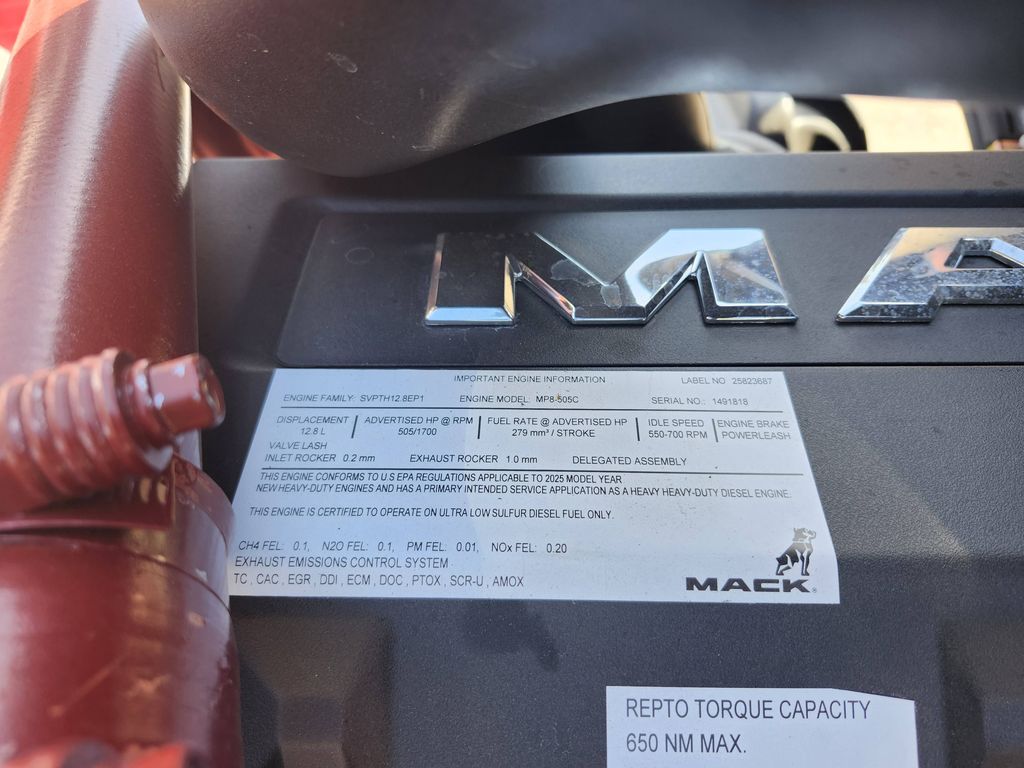 MA
IMPORTANT ENGINE INFORMATION LABEL NO 25823687
ENGINE FAMILY: SVPTH12.8EP1 ENGINE MODEL: MP8-505C SERIAL NO.: 1491818
DISPLACEMENT ADVERTISED HP @ RPM FUEL RATE @ ADVERTISED HP IDLE SPEED ENGINE BRAKE
12.8 L 505/1700 279 mm³ / STROKE 550-700 RPM POWERLEASH
VALVE LASH
INLET ROCKER 0.2 mm EXHAUST ROCKER 1.0 mm DELEGATED ASSEMBLY
THIS ENGINE CONFORMS TO U.S EPA REGULATIONS APPLICABLE TO 2025 MODEL YEAR
NEW HEAVY-DUTY ENGINES AND HAS A PRIMARY INTENDED SERVICE APPLICATION AS A HEAVY HEAVY-DUTY DIESEL ENGINE.
THIS ENGINE IS CERTIFIED TO OPERATE ON ULTRA LOW SULFUR DIESEL FUEL ONLY.
CH4 FEL: 0.1, N2O FEL: 0.1, PM FEL: 0.01, NOx FEL: 0.20
EXHAUST EMISSIONS CONTROL SYSTEM
TC , CAC , EGR , DDI , ECM , DOC , PTOX , SCR-U , AMOX
MACK®
REPTO TORQUE CAPACITY
650 NM MAX.